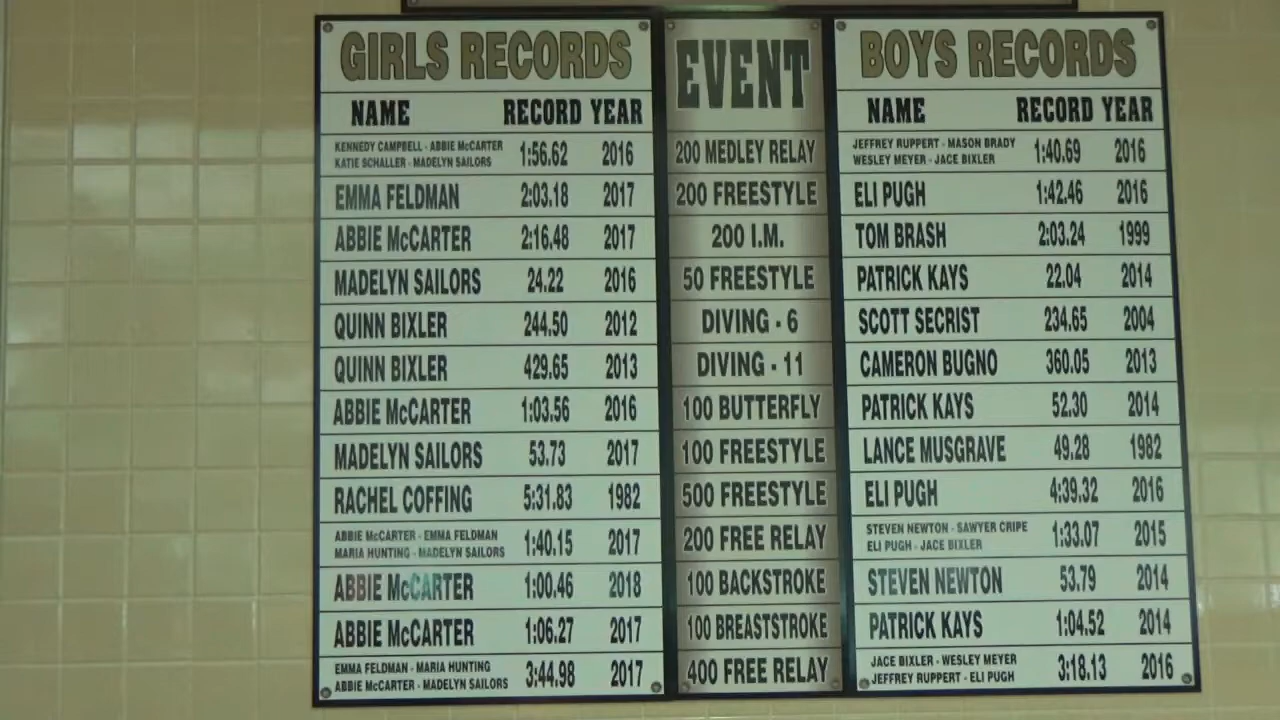 GIRLS RECORDS EVENT BOYS RECORDS
NAME RECORD YEAR NAME RECORD YEAR
KENNEDY CAMPBELL - ABBIE McCARTER JEFFREY RUPPERT - MASON BRADY
KATIE SCHALLER - MADELYN SAILORS 1:56.62 2016 200 MEDLEY RELAY WESLEY MEYER - JACE BIXLER 1:40.69 2016
EMMA FELDMAN 2:03.18 2017 200 FREESTYLE ELI PUGH 1:42.46 2016
ABBIE McCARTER 2:16.48 2017 200 I.M. TOM BRASH 2:03.24 1999
MADELYN SAILORS 24.22 2016 50 FREESTYLE PATRICK KAYS 22.04 2014
QUINN BIXLER 244.50 2012 DIVING - 6 SCOTT SECRIST 234.65 2004
QUINN BIXLER 429.65 2013 DIVING - 11 CAMERON BUGNO 360.05 2013
ABBIE McCARTER 1:03.56 2016 100 BUTTERFLY PATRICK KAYS 52.30 2014
MADELYN SAILORS 53.73 2017 100 FREESTYLE LANCE MUSGRAVE 49.28 1982
RACHEL COFFING 5:31.83 1982 500 FREESTYLE ELI PUGH 4:39.32 2016
ABBIE McCARTER - EMMA FELDMAN STEVEN NEWTON - SAWYER CRIPE
MARIA HUNTING - MADELYN SAILORS 1:40.15 2017 200 FREE RELAY ELI PUGH - JACE BIXLER 1:33.07 2015
ABBIE McCARTER 1:00.46 2018 100 BACKSTROKE STEVEN NEWTON 53.79 2014
ABBIE McCARTER 1:06.27 2017 100 BREASTSTROKE PATRICK KAYS 1:04.52 2014
EMMA FELDMAN - MARIA HUNTING JACE BIXLER - WESLEY MEYER
ABBIE McCARTER - MADELYN SAILORS 3:44.98 2017 400 FREE RELAY JEFFREY RUPPERT - ELI PUGH 3:18.13 2016